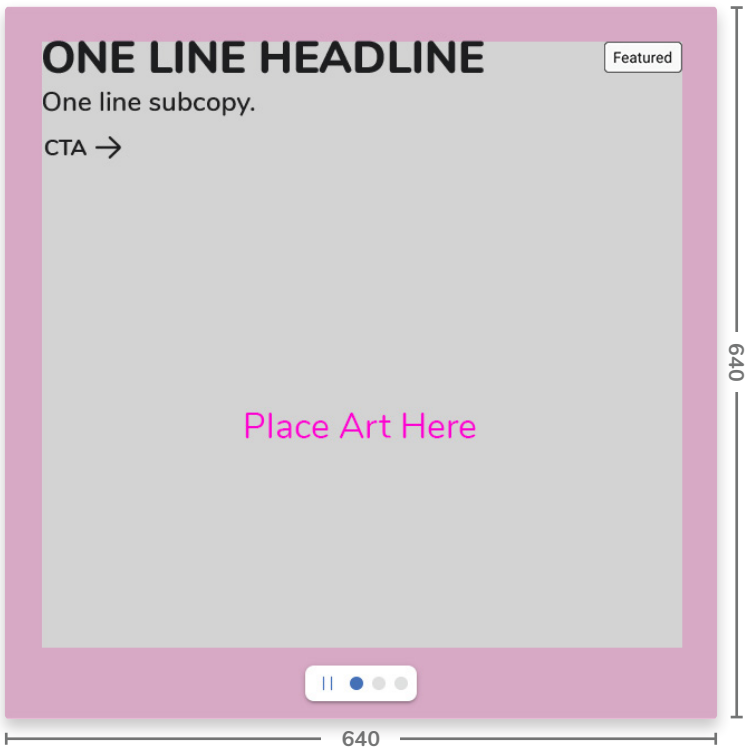 ONE LINE HEADLINE
Featured
One line subcopy.
CTA
Place Art Here
640
640